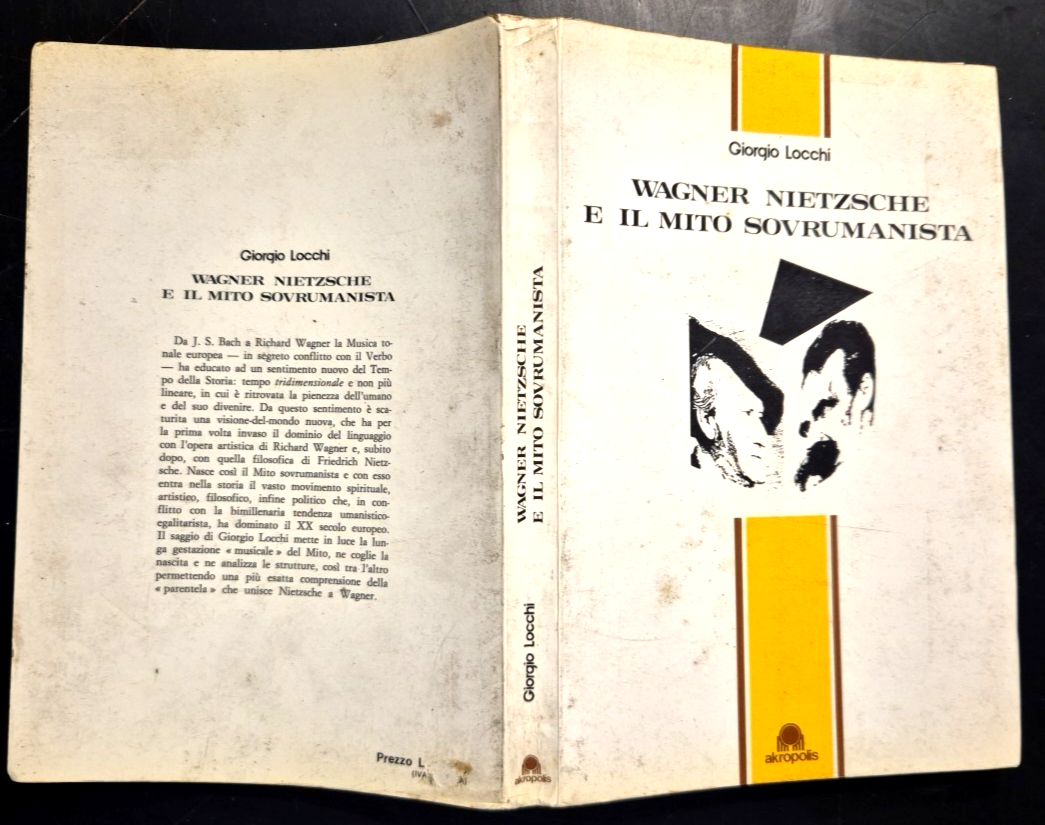 Giorgio Locchi
WAGNER NIETZSCHE
E IL MITO SOVRUMANISTA
Da J. S. Bach a Richard Wagner la Musica to-
nale europea — in segreto conflitto con il Verbo
— ha educato ad un sentimento nuovo del Tem-
po della Storia: tempo tridimensionale e non più
lineare, in cui è ritrovata la pienezza dell'umano
e del suo divenire. Da questo sentimento è sca-
turita una visione-del-mondo nuova, che ha per
la prima volta invaso il dominio del linguaggio
con l'opera artistica di Richard Wagner e, subito
dopo, con quella filosofica di Friedrich Nietz-
sche. Nasce così il Mito sovrumanista e con esso
entra nella storia il vasto movimento spirituale,
artistico, filosofico, infine politico che, in con-
flitto con la bimillenaria tendenza umanistico-
egalitarista, ha dominato il XX secolo europeo.
Il saggio di Giorgio Locchi mette in luce la lun-
ga gestazione « musicale » del Mito, ne coglie la
nascita e ne analizza le strutture, così tra l'altro
permettendo una più esatta comprensione della
« parentela » che unisce Nietzsche a Wagner.
Prezzo L
(IVA
WAGNER NIETZSCHE
E IL MITO SOVRUMANISTA
Giorgio Locchi
akropolis
Giorgio Locchi
WAGNER NIETZSCHE
E IL MITO SOVRUMANISTA
akropolis